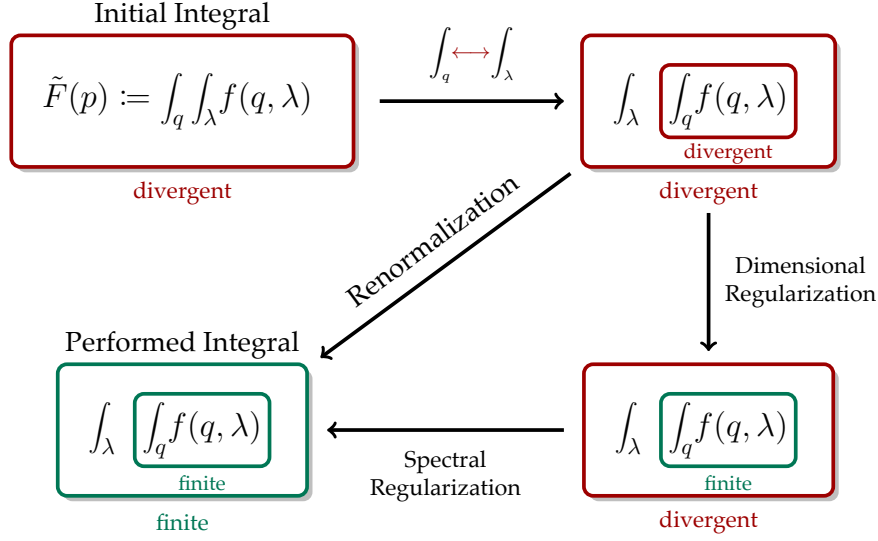 Initial Integral
F̃(p) := ∫_q ∫_λ f(q, λ)
divergent
∫_q ⟷ ∫_λ
∫_λ ∫_q f(q, λ)
divergent
divergent
Renormalization
Dimensional
Regularization
Performed Integral
∫_λ ∫_q f(q, λ)
finite
finite
Spectral
Regularization
∫_λ ∫_q f(q, λ)
finite
divergent